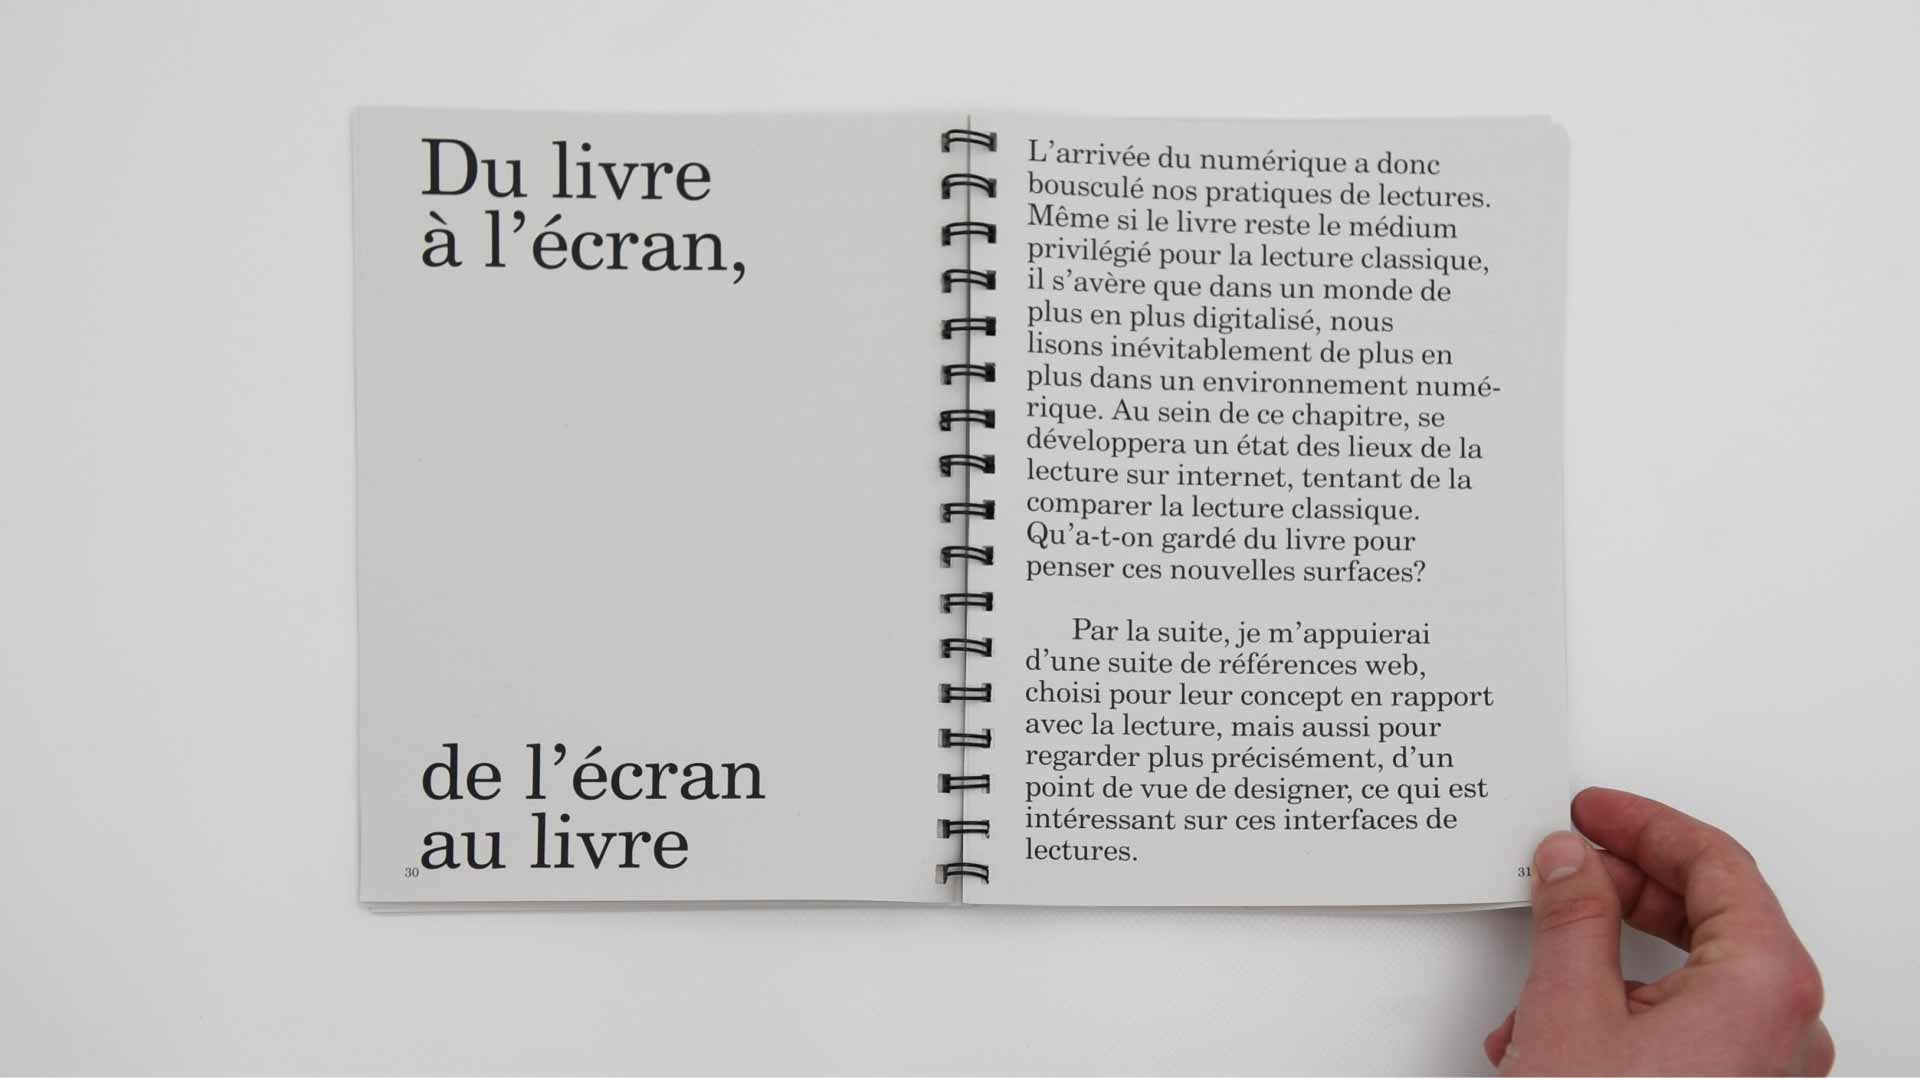 Du livre
à l’écran,
de l’écran
au livre
30
L’arrivée du numérique a donc
bousculé nos pratiques de lectures.
Même si le livre reste le médium
privilégié pour la lecture classique,
il s’avère que dans un monde de
plus en plus digitalisé, nous
lisons inévitablement de plus en
plus dans un environnement numé-
rique. Au sein de ce chapitre, se
développera un état des lieux de la
lecture sur internet, tentant de la
comparer la lecture classique.
Qu’a-t-on gardé du livre pour
penser ces nouvelles surfaces?
Par la suite, je m’appuierai
d’une suite de références web,
choisi pour leur concept en rapport
avec la lecture, mais aussi pour
regarder plus précisément, d’un
point de vue de designer, ce qui est
intéressant sur ces interfaces de
lectures.
31